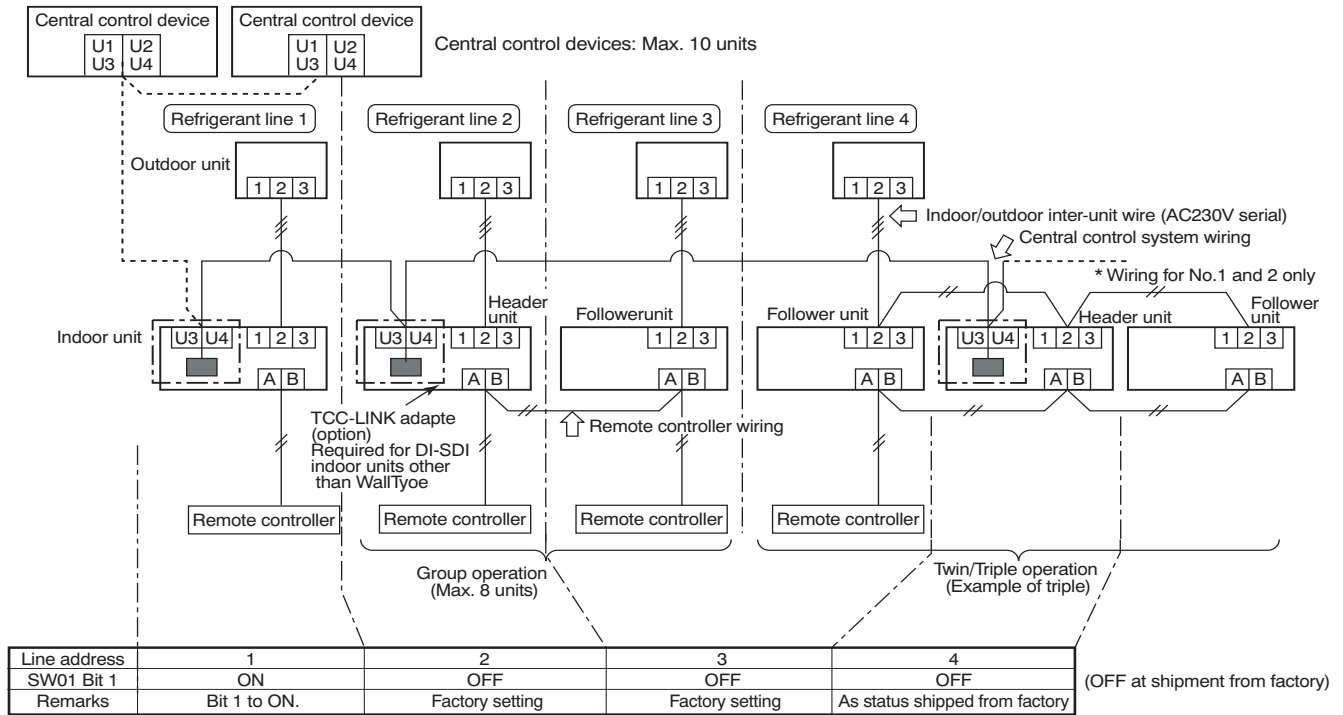 Central control device
U1 U2
U3 U4
Central control device
U1 U2
U3 U4
Central control devices: Max. 10 units
Refrigerant line 1
Refrigerant line 2
Refrigerant line 3
Refrigerant line 4
Outdoor unit
1 2 3
1 2 3
1 2 3
1 2 3
Indoor/outdoor inter-unit wire (AC230V serial)
Central control system wiring
* Wiring for No.1 and 2 only
Indoor unit
U3 U4
1 2 3
A B
Header
unit
U3 U4
1 2 3
A B
Followerunit
1 2 3
A B
Follower unit
1 2 3
A B
Header unit
U3 U4
1 2 3
A B
Follower
unit
1 2 3
A B
TCC-LINK adapte
(option)
Required for DI-SDI
indoor units other
than WallTyoe
Remote controller wiring
Remote controller
Remote controller
Remote controller
Remote controller
Group operation
(Max. 8 units)
Twin/Triple operation
(Example of triple)
Line address 1 2 3 4
SW01 Bit 1 ON OFF OFF OFF
(OFF at shipment from factory)
Remarks Bit 1 to ON. Factory setting Factory setting As status shipped from factory